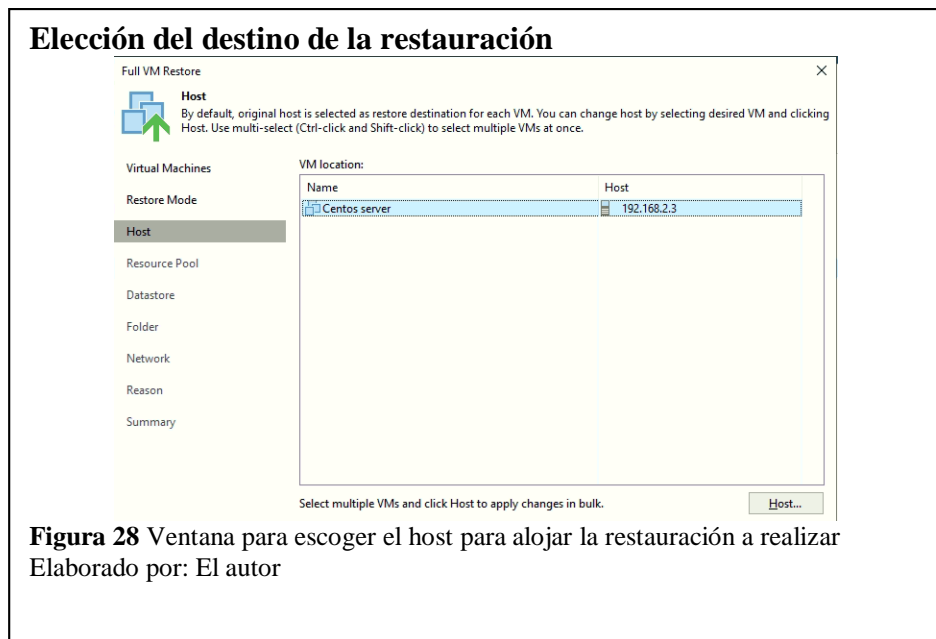 Elección del destino de la restauración
Full VM Restore
Host
By default, original host is selected as restore destination for each VM. You can change host by selecting desired VM and clicking
Host. Use multi-select (Ctrl-click and Shift-click) to select multiple VMs at once.
Virtual Machines
Restore Mode
Host
Resource Pool
Datastore
Folder
Network
Reason
Summary
VM location:
Name Host
Centos server 192.168.2.3
Select multiple VMs and click Host to apply changes in bulk.
Host...
Figura 28 Ventana para escoger el host para alojar la restauración a realizar
Elaborado por: El autor